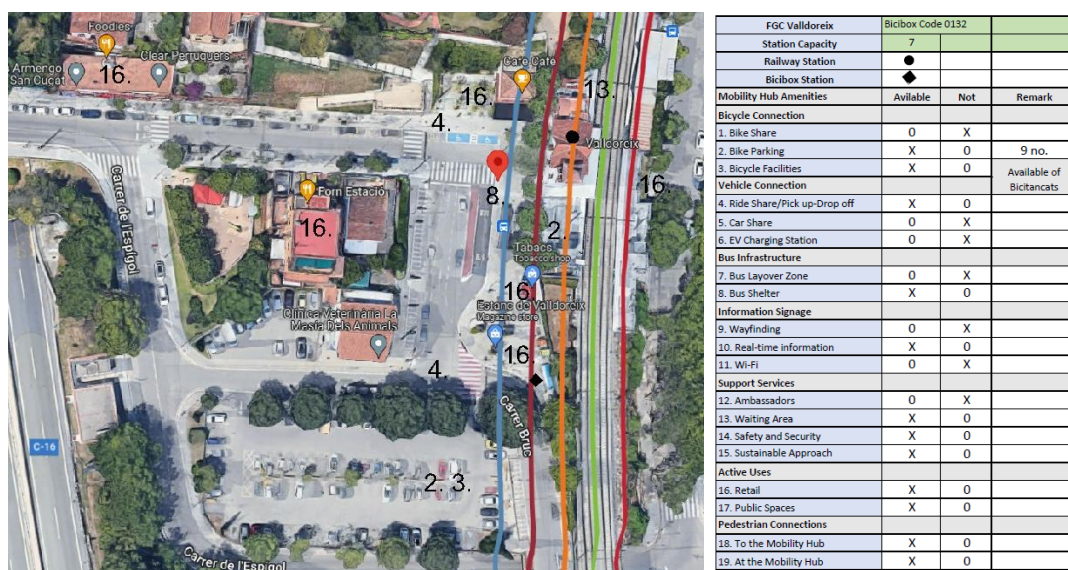 Foodies
16.
Clear Perruquers
Armengol
San Cugat
Cafe Café
16.
13.
4.
Valldoreix
8.
16.
Carrer de l'Espigol
Forn Estació
16.
2.
Tabacs
Tobacco shop
16.
Estanc de Valldoreix
Magazine store
Clínica Veterinària La
Masia Dels Animals
16.
4.
Carrer Bruc
C-16
2. 3.
Carrer de l'Espigol
FGC Valldoreix Bicibox Code 0132
Station Capacity 7
Railway Station
Bicibox Station
Mobility Hub Amenities Avilable Not Remark
Bicycle Connection
1. Bike Share 0 X
2. Bike Parking X 0 9 no.
3. Bicycle Facilities X 0 Available of Bicitancats
Vehicle Connection
4. Ride Share/Pick up-Drop off X 0
5. Car Share 0 X
6. EV Charging Station 0 X
Bus Infrastructure
7. Bus Layover Zone 0 X
8. Bus Shelter X 0
Information Signage
9. Wayfinding 0 X
10. Real-time information X 0
11. Wi-Fi 0 X
Support Services
12. Ambassadors 0 X
13. Waiting Area X 0
14. Safety and Security X 0
15. Sustainable Approach X 0
Active Uses
16. Retail X 0
17. Public Spaces X 0
Pedestrian Connections
18. To the Mobility Hub X 0
19. At the Mobility Hub X 0